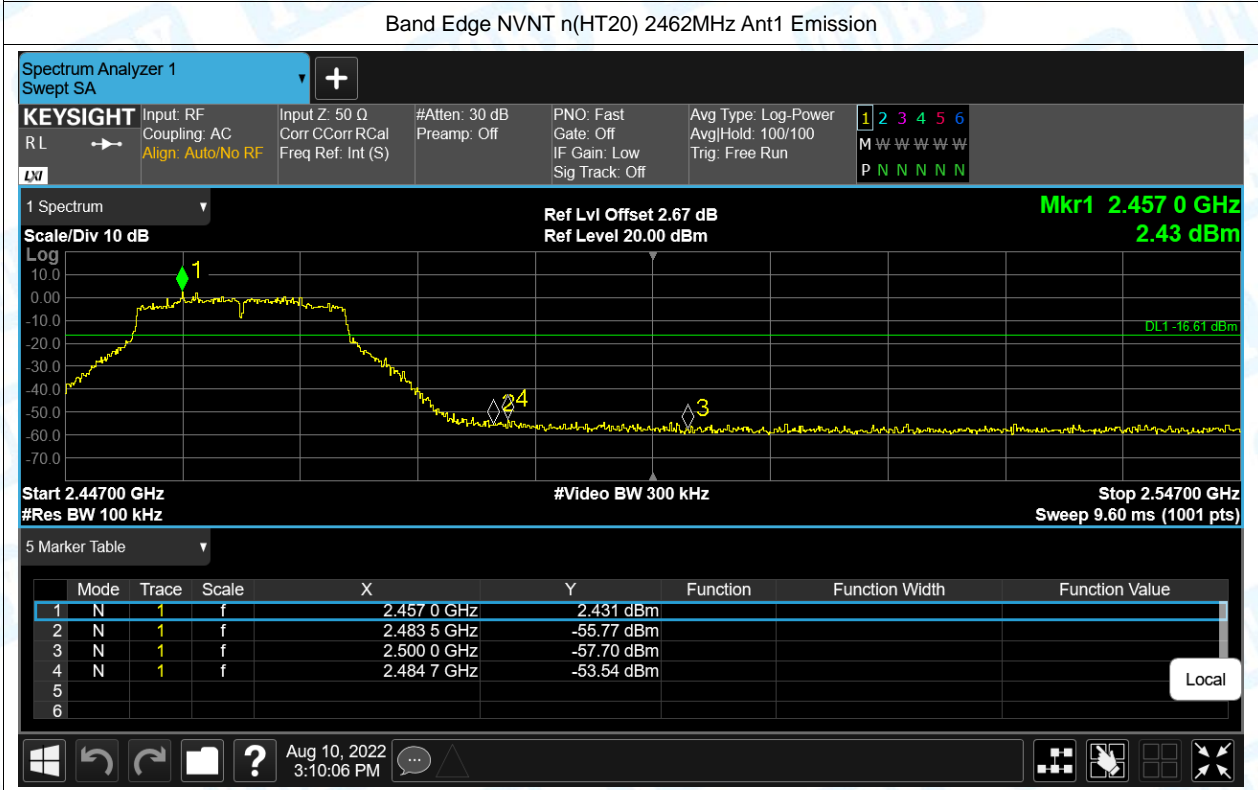 Band Edge NVNT n(HT20) 2462MHz Ant1 Emission
Spectrum Analyzer 1
Swept SA
KEYSIGHT
R L
LXI
Input: RF
Coupling: AC
Align: Auto/No RF
Input Z: 50 Ω
Corr CCorr RCal
Freq Ref: Int (S)
#Atten: 30 dB
Preamp: Off
PNO: Fast
Gate: Off
IF Gain: Low
Sig Track: Off
Avg Type: Log-Power
Avg|Hold: 100/100
Trig: Free Run
1 2 3 4 5 6
M W W W W W
P N N N N N
1 Spectrum
Scale/Div 10 dB
Ref Lvl Offset 2.67 dB
Ref Level 20.00 dBm
Mkr1 2.457 0 GHz
2.43 dBm
Log
10.0
0.00
-10.0
-20.0
-30.0
-40.0
-50.0
-60.0
-70.0
1
2
4
3
DL1 -16.61 dBm
Start 2.44700 GHz
#Video BW 300 kHz
Stop 2.54700 GHz
#Res BW 100 kHz
Sweep 9.60 ms (1001 pts)
5 Marker Table
Mode Trace Scale X Y Function Function Width Function Value
1 N 1 f 2.457 0 GHz 2.431 dBm
2 N 1 f 2.483 5 GHz -55.77 dBm
3 N 1 f 2.500 0 GHz -57.70 dBm
4 N 1 f 2.484 7 GHz -53.54 dBm
5
6
Local
?
Aug 10, 2022
3:10:06 PM